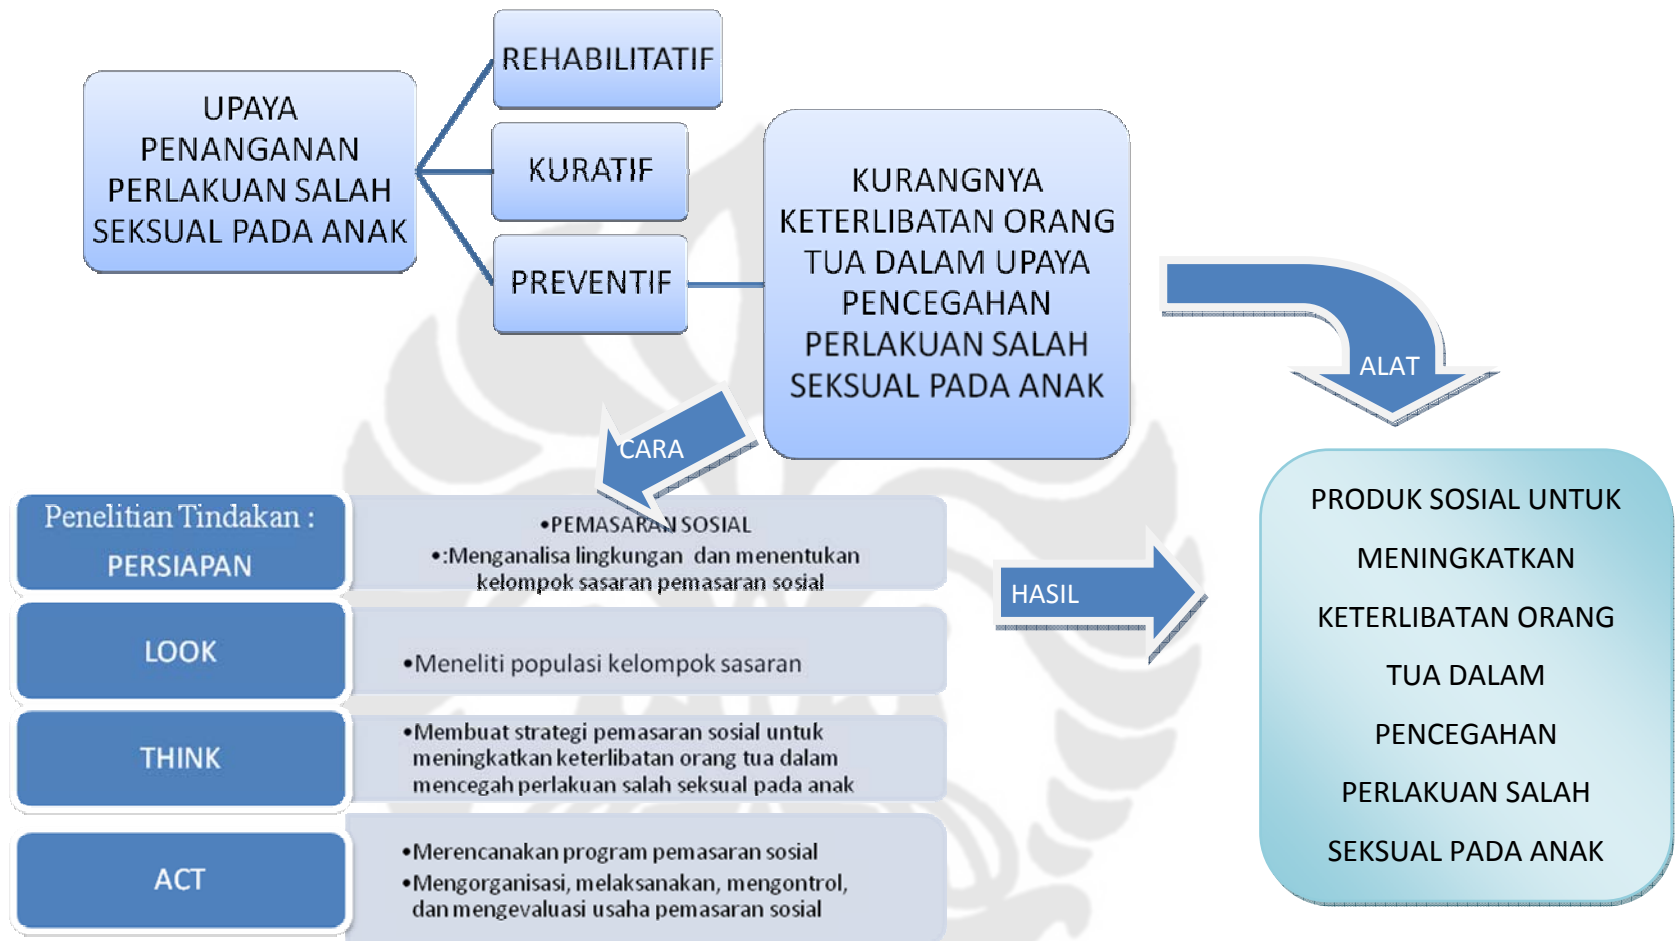 UPAYA
PENANGANAN
PERLAKUAN SALAH
SEKSUAL PADA ANAK
REHABILITATIF
KURATIF
PREVENTIF
KURANGNYA
KETERLIBATAN ORANG
TUA DALAM UPAYA
PENCEGAHAN
PERLAKUAN SALAH
SEKSUAL PADA ANAK
ALAT
CARA
Penelitian Tindakan :
PERSIAPAN
•PEMASARAN SOSIAL
•:Menganalisa lingkungan dan menentukan
kelompok sasaran pemasaran sosial
LOOK
•Meneliti populasi kelompok sasaran
THINK
•Membuat strategi pemasaran sosial untuk
meningkatkan keterlibatan orang tua dalam
mencegah perlakuan salah seksual pada anak
ACT
•Merencanakan program pemasaran sosial
•Mengorganisasi, melaksanakan, mengontrol,
dan mengevaluasi usaha pemasaran sosial
HASIL
PRODUK SOSIAL UNTUK
MENINGKATKAN
KETERLIBATAN ORANG
TUA DALAM
PENCEGAHAN
PERLAKUAN SALAH
SEKSUAL PADA ANAK